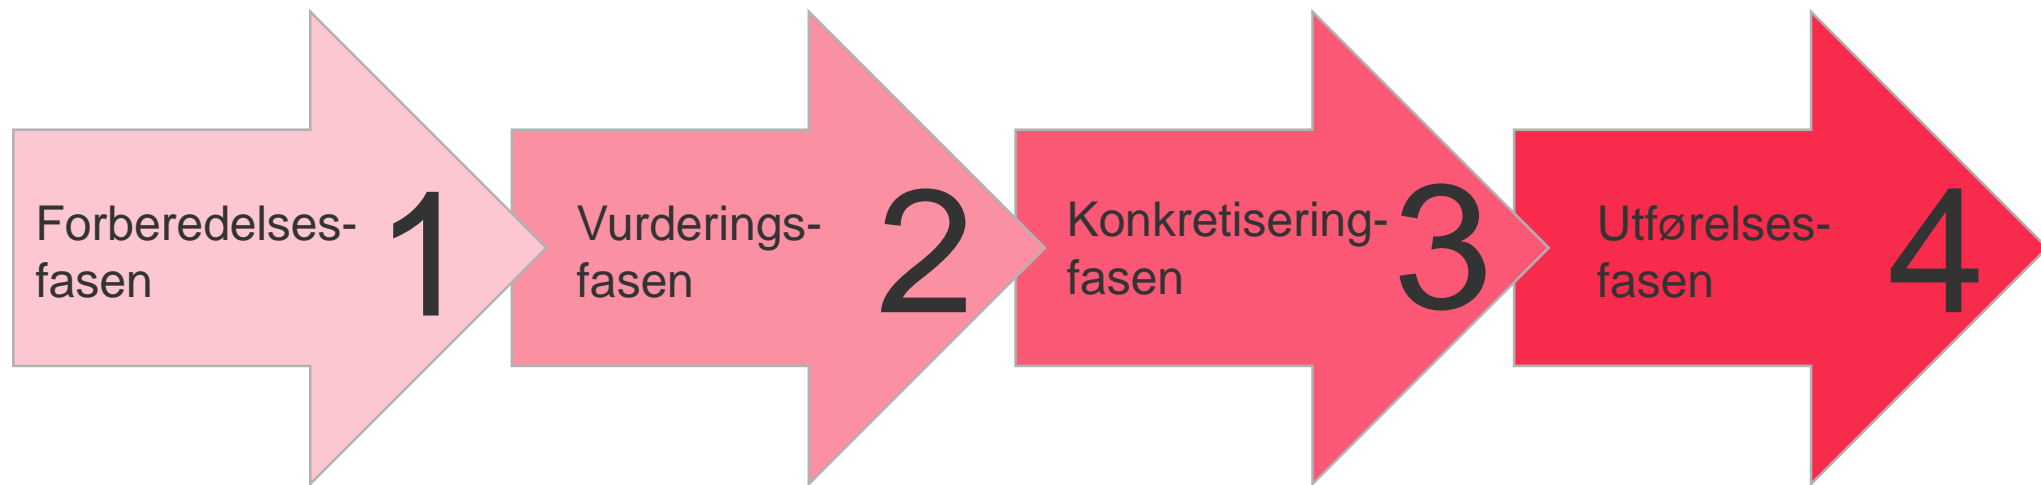 Forberedelses-
fasen
1
Vurderings-
fasen
2
Konkretisering-
fasen
3
Utførelses-
fasen
4